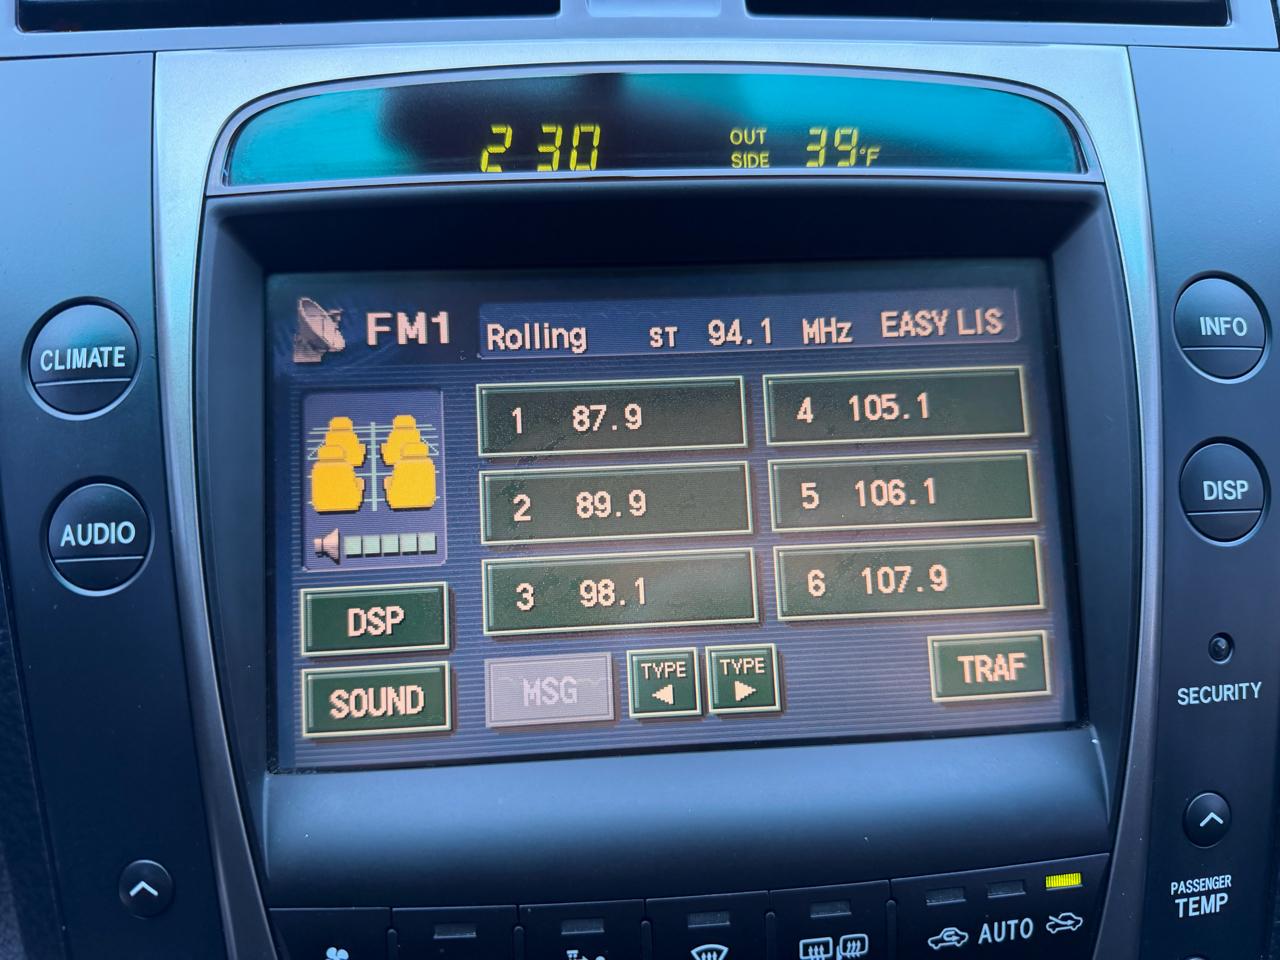 2 30 OUT SIDE 39°F
FM1 Rolling ST 94.1 MHz EASY LIS
CLIMATE
INFO
1 87.9
4 105.1
2 89.9
5 106.1
AUDIO
DISP
3 98.1
6 107.9
DSP
MSG
TYPE
TYPE
TRAF
SOUND
SECURITY
PASSENGER
TEMP
AUTO